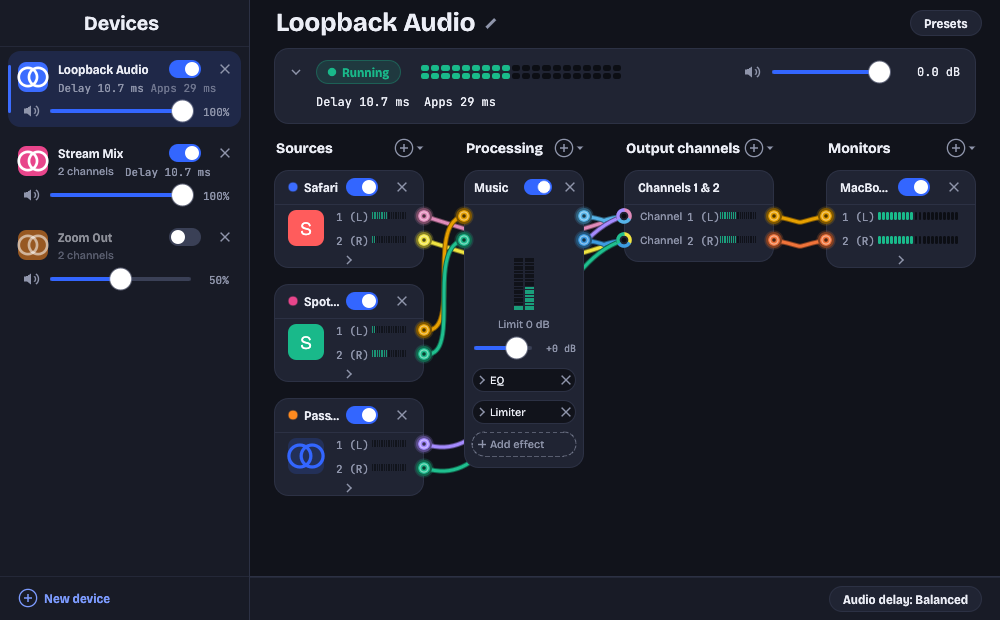 Devices
Loopback Audio
Delay 10.7 ms Apps 29 ms
100%
Stream Mix
2 channels Delay 10.7 ms
100%
Zoom Out
2 channels
50%
New device
Loopback Audio
Presets
Running
0.0 dB
Delay 10.7 ms Apps 29 ms
Sources
Processing
Output channels
Monitors
Safari
S
1 (L)
2 (R)
Spot...
S
1 (L)
2 (R)
Pass...
1 (L)
2 (R)
Music
Limit 0 dB
+0 dB
EQ
Limiter
+ Add effect
Channels 1 & 2
Channel 1 (L)
Channel 2 (R)
MacBo...
1 (L)
2 (R)
Audio delay: Balanced